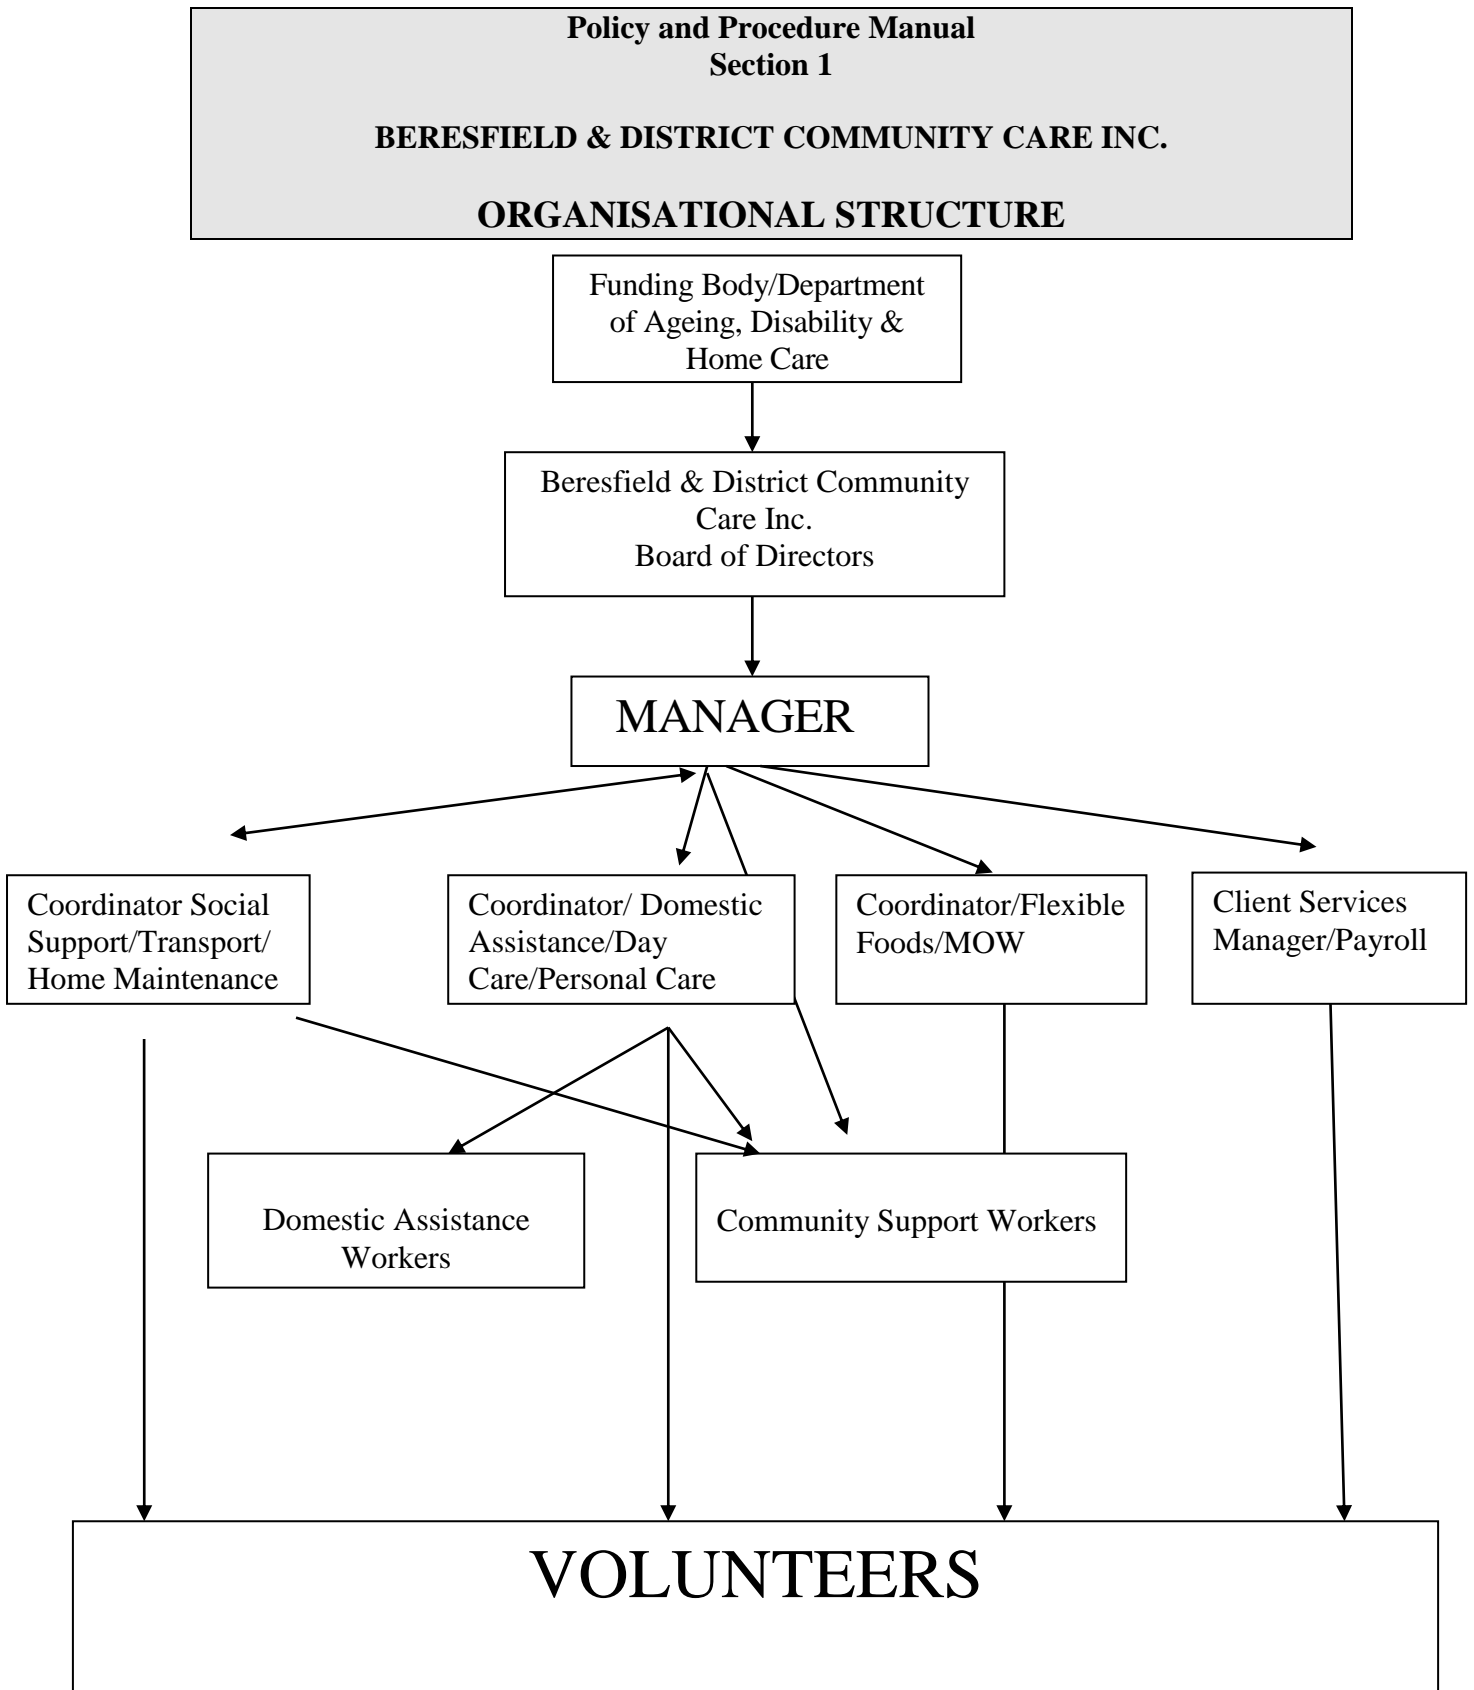 Policy and Procedure Manual
Section 1
BERESFIELD & DISTRICT COMMUNITY CARE INC.
ORGANISATIONAL STRUCTURE
Funding Body/Department
of Ageing, Disability &
Home Care
Beresfield & District Community
Care Inc.
Board of Directors
MANAGER
Coordinator Social
Support/Transport/
Home Maintenance
Coordinator/ Domestic
Assistance/Day
Care/Personal Care
Coordinator/Flexible
Foods/MOW
Client Services
Manager/Payroll
Domestic Assistance
Workers
Community Support Workers
VOLUNTEERS